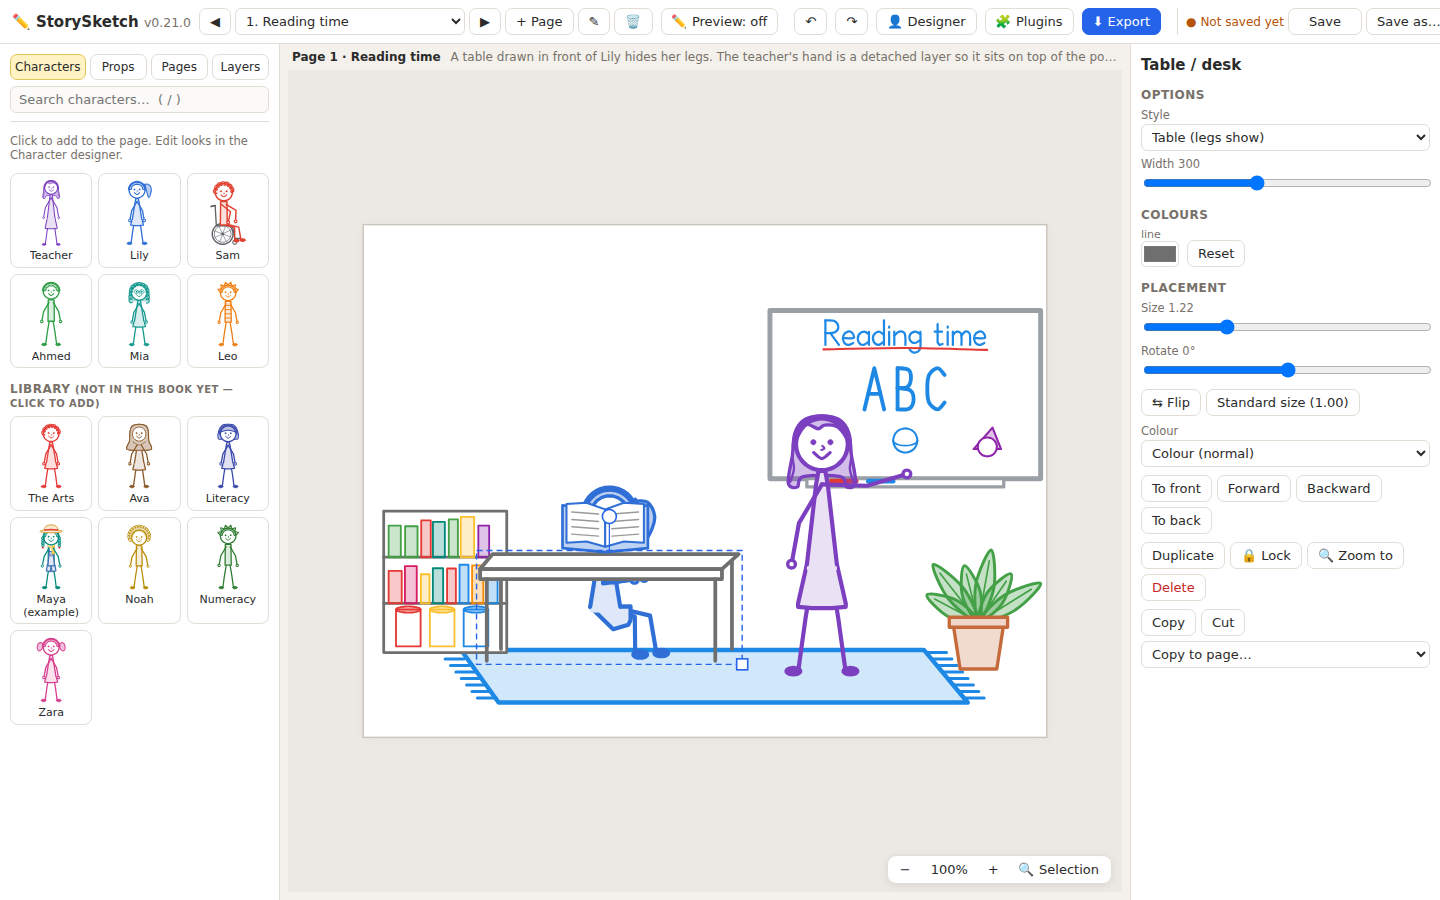 ✏️ StorySketch v0.21.0
◀
1. Reading time
▶
+ Page
✎
🗑️
✏️ Preview: off
↶
↷
👤 Designer
🧩 Plugins
⬇ Export
● Not saved yet
Save
Save as…
Characters
Props
Pages
Layers
Search characters… ( / )
Click to add to the page. Edit looks in the
Character designer.
Teacher
Lily
Sam
Ahmed
Mia
Leo
LIBRARY (NOT IN THIS BOOK YET —
CLICK TO ADD)
The Arts
Ava
Literacy
Maya
(example)
Noah
Numeracy
Zara
Page 1 · Reading time A table drawn in front of Lily hides her legs. The teacher's hand is a detached layer so it sits on top of the po…
Reading time
A B C
− 100% + 🔍 Selection
Table / desk
OPTIONS
Style
Table (legs show)
Width 300
COLOURS
line
Reset
PLACEMENT
Size 1.22
Rotate 0°
⇆ Flip
Standard size (1.00)
Colour
Colour (normal)
To front
Forward
Backward
To back
Duplicate
🔒 Lock
🔍 Zoom to
Delete
Copy
Cut
Copy to page…